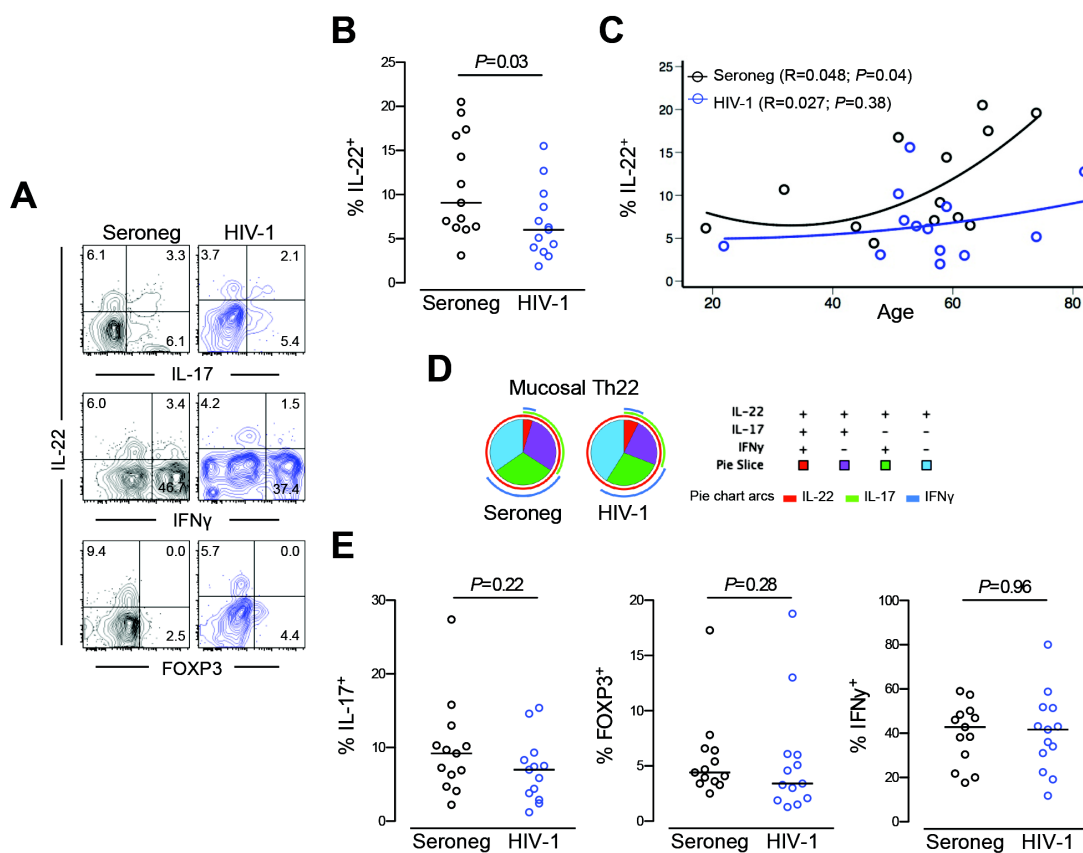 A
Seroneg HIV-1
6.1 3.3 3.7 2.1
6.1 5.4
IL-17
6.0 3.4 4.2 1.5
46.7 37.4
IFNγ
9.4 0.0 5.7 0.0
2.5 4.4
FOXP3
IL-22
B
P=0.03
% IL-22+
25
20
15
10
5
0
Seroneg HIV-1
C
Seroneg (R=0.048; P=0.04)
HIV-1 (R=0.027; P=0.38)
% IL-22+
25
20
15
10
5
0
20 40 60 80
Age
D
Mucosal Th22
Seroneg HIV-1
IL-22 + + + +
IL-17 + + - -
IFNγ + - + -
Pie Slice
Pie chart arcs IL-22 IL-17 IFNγ
E
P=0.22
% IL-17+
30
20
10
0
Seroneg HIV-1
P=0.28
% FOXP3+
20
15
10
5
0
Seroneg HIV-1
P=0.96
% IFNγ+
100
80
60
40
20
0
Seroneg HIV-1